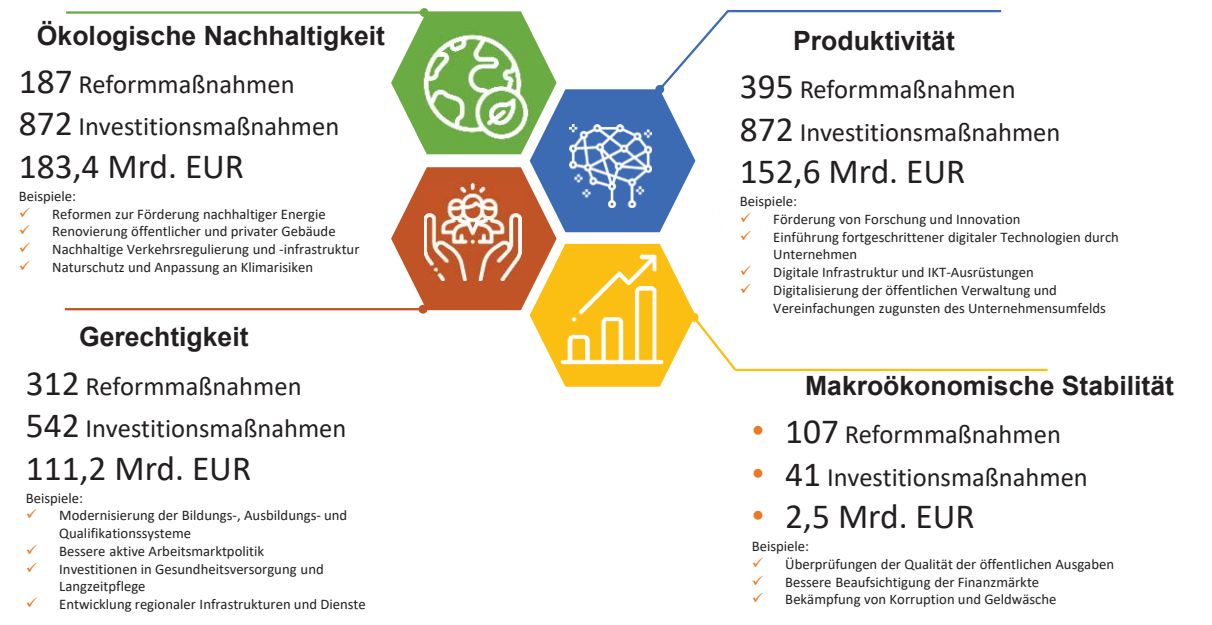 Ökologische Nachhaltigkeit
187 Reformmaßnahmen
872 Investitionsmaßnahmen
183,4 Mrd. EUR
Beispiele:
✓ Reformen zur Förderung nachhaltiger Energie
✓ Renovierung öffentlicher und privater Gebäude
✓ Nachhaltige Verkehrsregulierung und -infrastruktur
✓ Naturschutz und Anpassung an Klimarisiken
Produktivität
395 Reformmaßnahmen
872 Investitionsmaßnahmen
152,6 Mrd. EUR
Beispiele:
✓ Förderung von Forschung und Innovation
✓ Einführung fortgeschrittener digitaler Technologien durch
Unternehmen
✓ Digitale Infrastruktur und IKT-Ausrüstungen
✓ Digitalisierung der öffentlichen Verwaltung und
Vereinfachungen zugunsten des Unternehmensumfelds
Gerechtigkeit
312 Reformmaßnahmen
542 Investitionsmaßnahmen
111,2 Mrd. EUR
Beispiele:
✓ Modernisierung der Bildungs-, Ausbildungs- und
Qualifikationssysteme
✓ Bessere aktive Arbeitsmarktpolitik
✓ Investitionen in Gesundheitsversorgung und
Langzeitpflege
✓ Entwicklung regionaler Infrastrukturen und Dienste
Makroökonomische Stabilität
• 107 Reformmaßnahmen
• 41 Investitionsmaßnahmen
• 2,5 Mrd. EUR
Beispiele:
✓ Überprüfungen der Qualität der öffentlichen Ausgaben
✓ Bessere Beaufsichtigung der Finanzmärkte
✓ Bekämpfung von Korruption und Geldwäsche